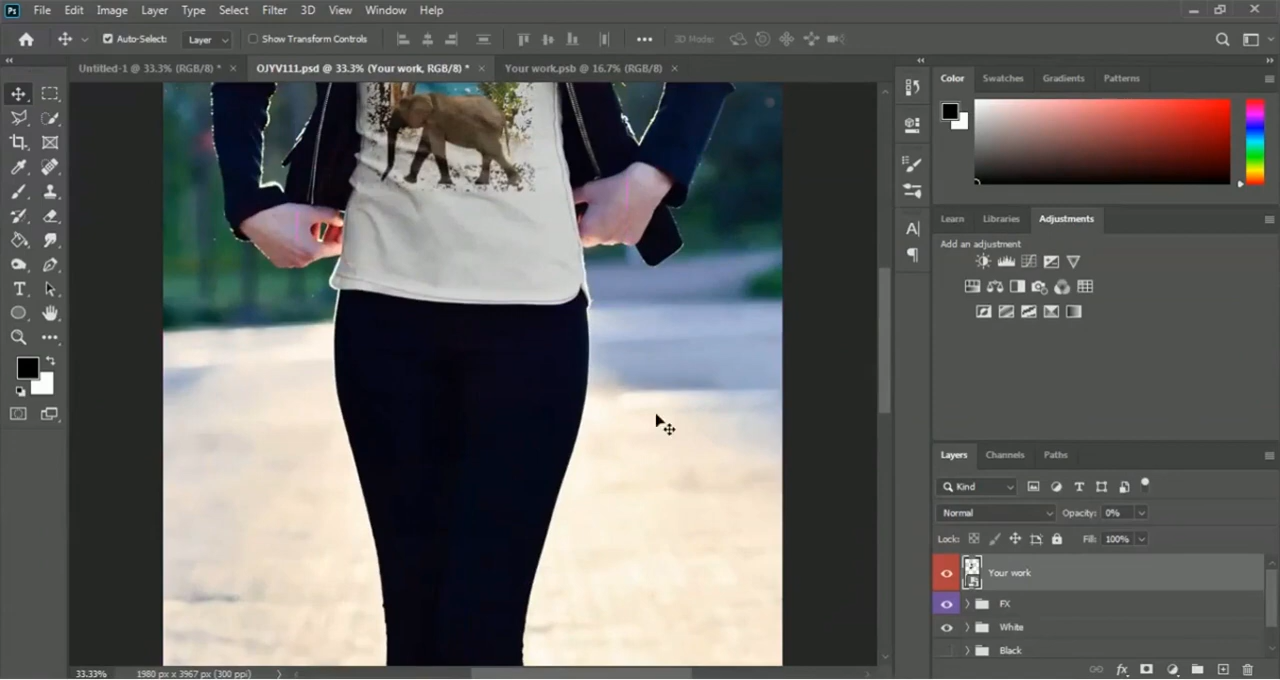 Ps File Edit Image Layer Type Select Filter 3D View Window Help
Auto-Select: Layer Show Transform Controls 3D Mode:
Untitled-1 @ 33.3% (RGB/8) * × OJYV111.psd @ 33.3% (Your work, RGB/8) * × Your work.psb @ 16.7% (RGB/8) ×
Color Swatches Gradients Patterns
Learn Libraries Adjustments
Add an adjustment
Layers Channels Paths
Kind
Normal Opacity: 0%
Lock: Fill: 100%
Your work
FX
White
Black
33.33% 1980 px x 3967 px (300 ppi)